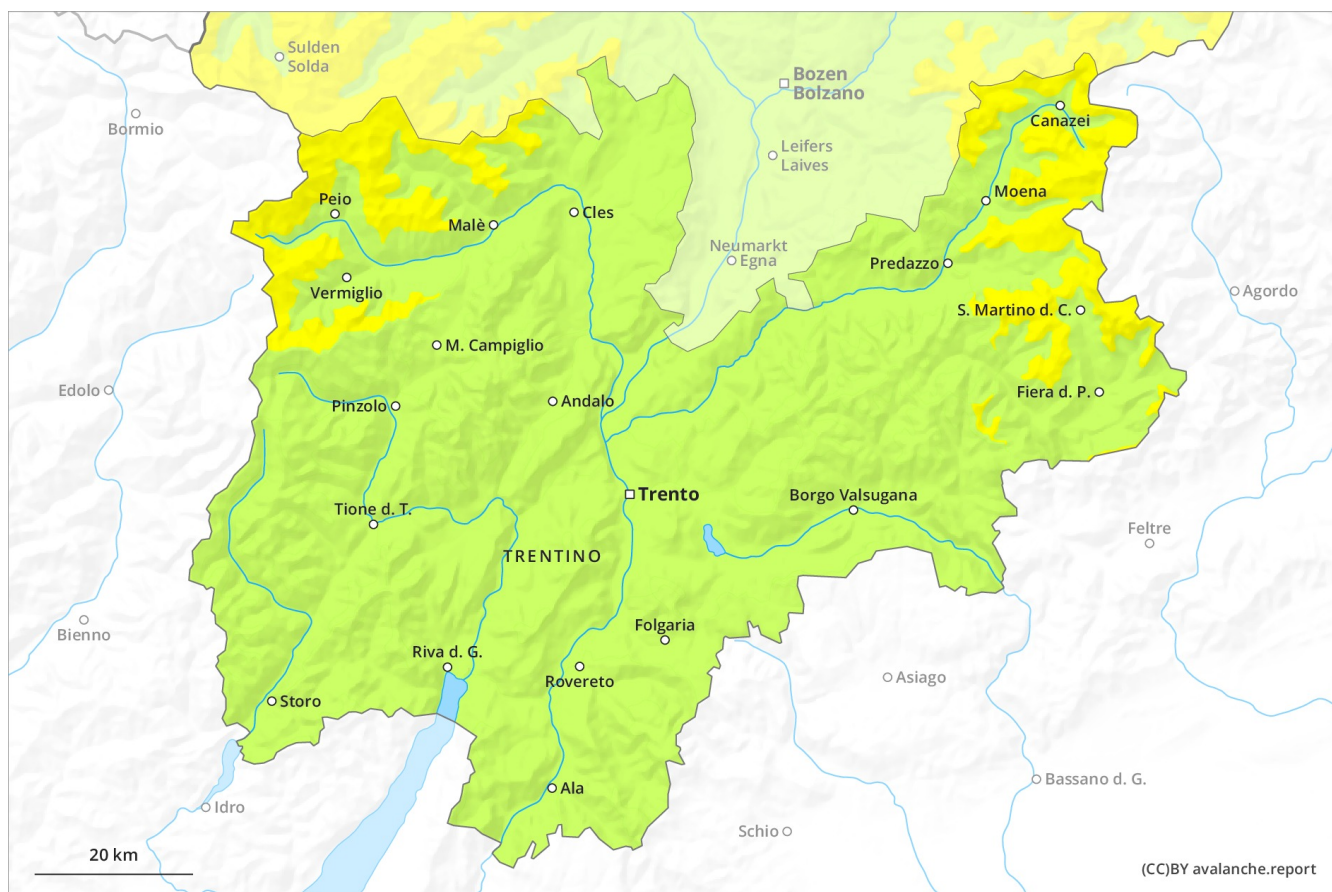 Sulden
Solda
Bozen
Bolzano
Bormio
Canazei
Leifers
Laives
Peio
Moena
Malè
Cles
Neumarkt
Egna
Predazzo
Vermiglio
Agordo
S. Martino d. C.
M. Campiglio
Edolo
Fiera d. P.
Pinzolo
Andalo
Trento
Borgo Valsugana
Tione d. T.
Feltre
TRENTINO
Bienno
Folgaria
Riva d. G.
Rovereto
Asiago
Storo
Bassano d. G.
Ala
Idro
Schio
20 km
(CC)BY avalanche.report